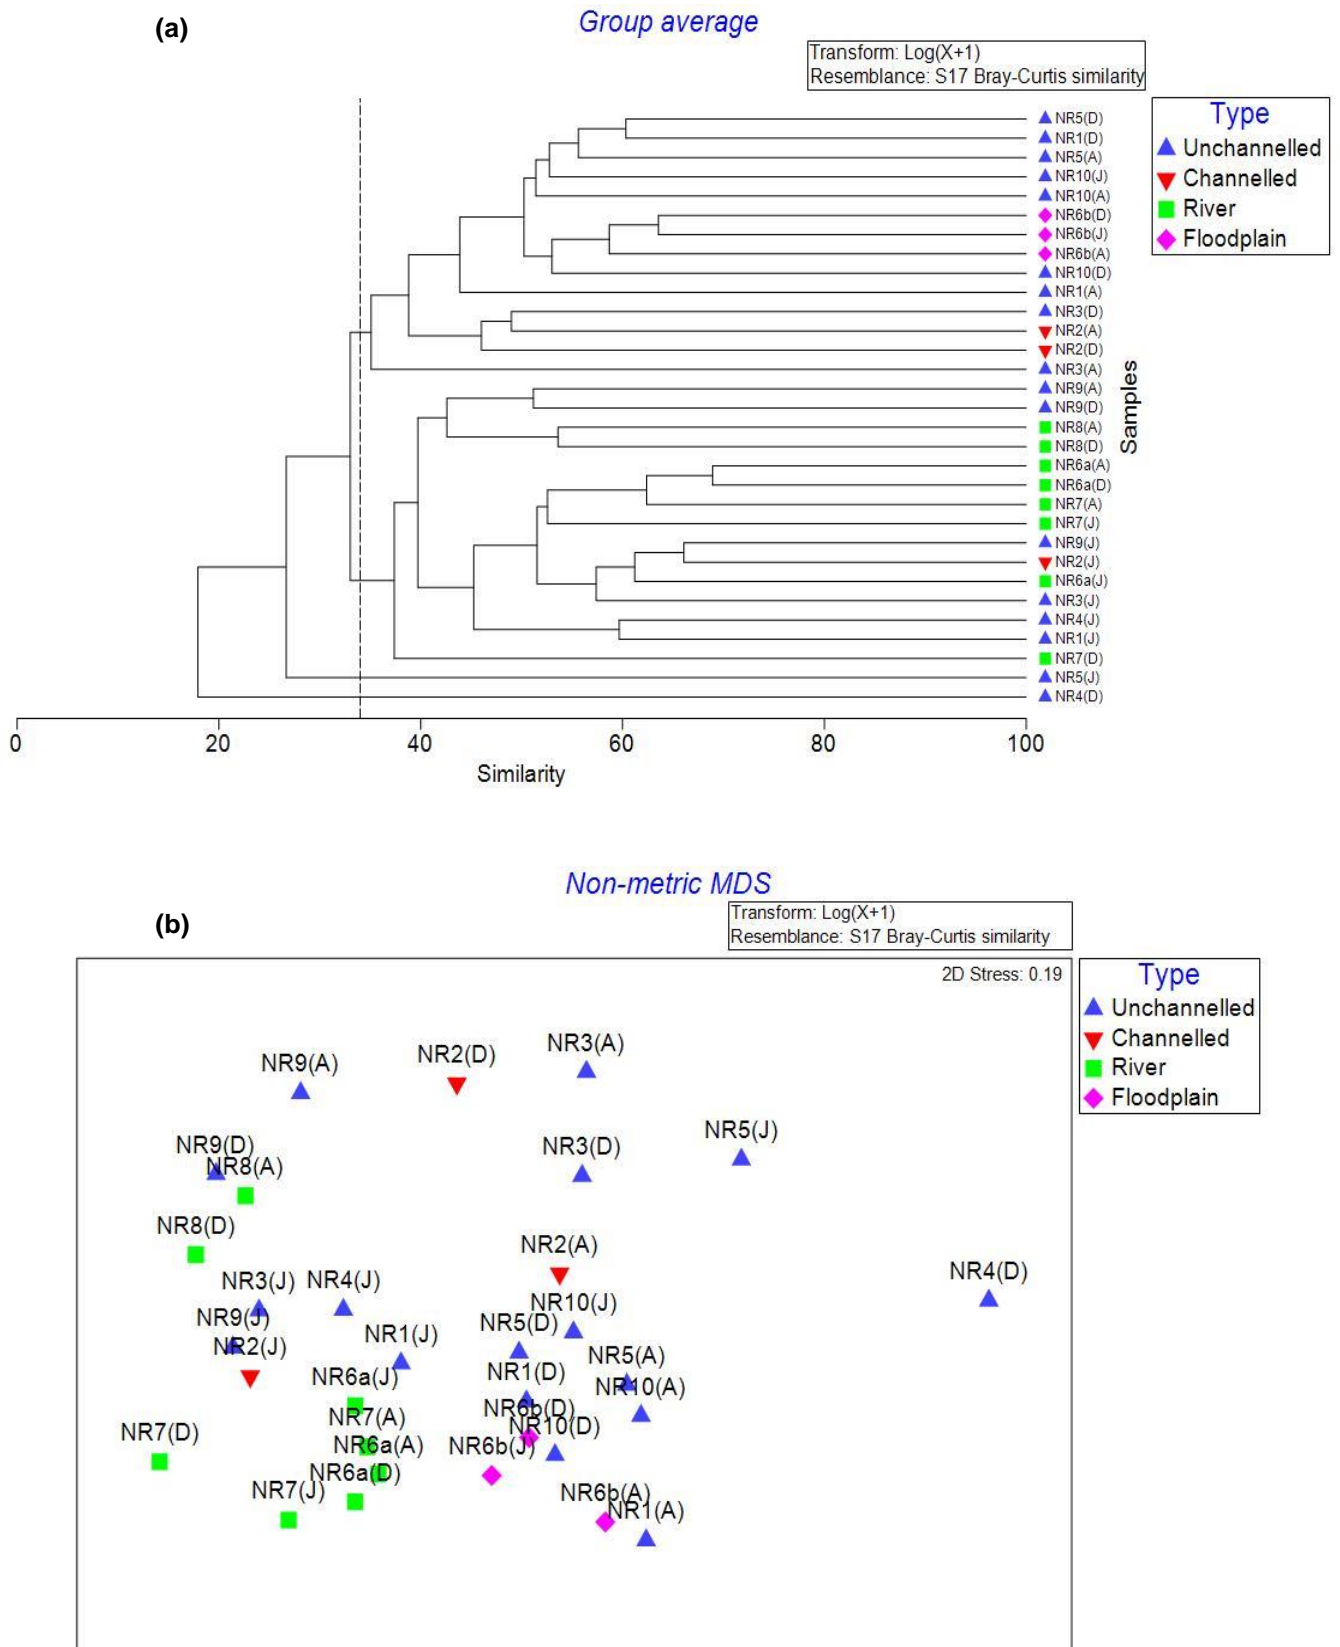 (a)
Group average
Transform: Log(X+1)
Resemblance: S17 Bray-Curtis similarity
Type
Unchannelled
Channelled
River
Floodplain
NR5(D)
NR1(D)
NR5(A)
NR10(J)
NR10(A)
NR6b(D)
NR6b(J)
NR6b(A)
NR10(D)
NR1(A)
NR3(D)
NR2(A)
NR2(D)
NR3(A)
NR9(A)
NR9(D)
NR8(A)
NR8(D)
NR6a(A)
NR6a(D)
NR7(A)
NR7(J)
NR9(J)
NR2(J)
NR6a(J)
NR3(J)
NR4(J)
NR1(J)
NR7(D)
NR5(J)
NR4(D)
Samples
0 20 40 60 80 100
Similarity
Non-metric MDS
(b)
Transform: Log(X+1)
Resemblance: S17 Bray-Curtis similarity
2D Stress: 0.19
Type
Unchannelled
Channelled
River
Floodplain
NR3(A)
NR2(D)
NR9(A)
NR5(J)
NR9(D)
NR3(D)
NR8(A)
NR8(D)
NR2(A)
NR4(D)
NR3(J)
NR4(J)
NR10(J)
NR9(J)
NR5(D)
NR1(J)
NR2(J)
NR5(A)
NR1(D)
NR6a(J)
NR10(A)
NR6b(D)
NR7(A)
NR10(D)
NR7(D)
NR6a(A)
NR6b(J)
NR6a(D)
NR7(J)
NR6b(A)
NR1(A)